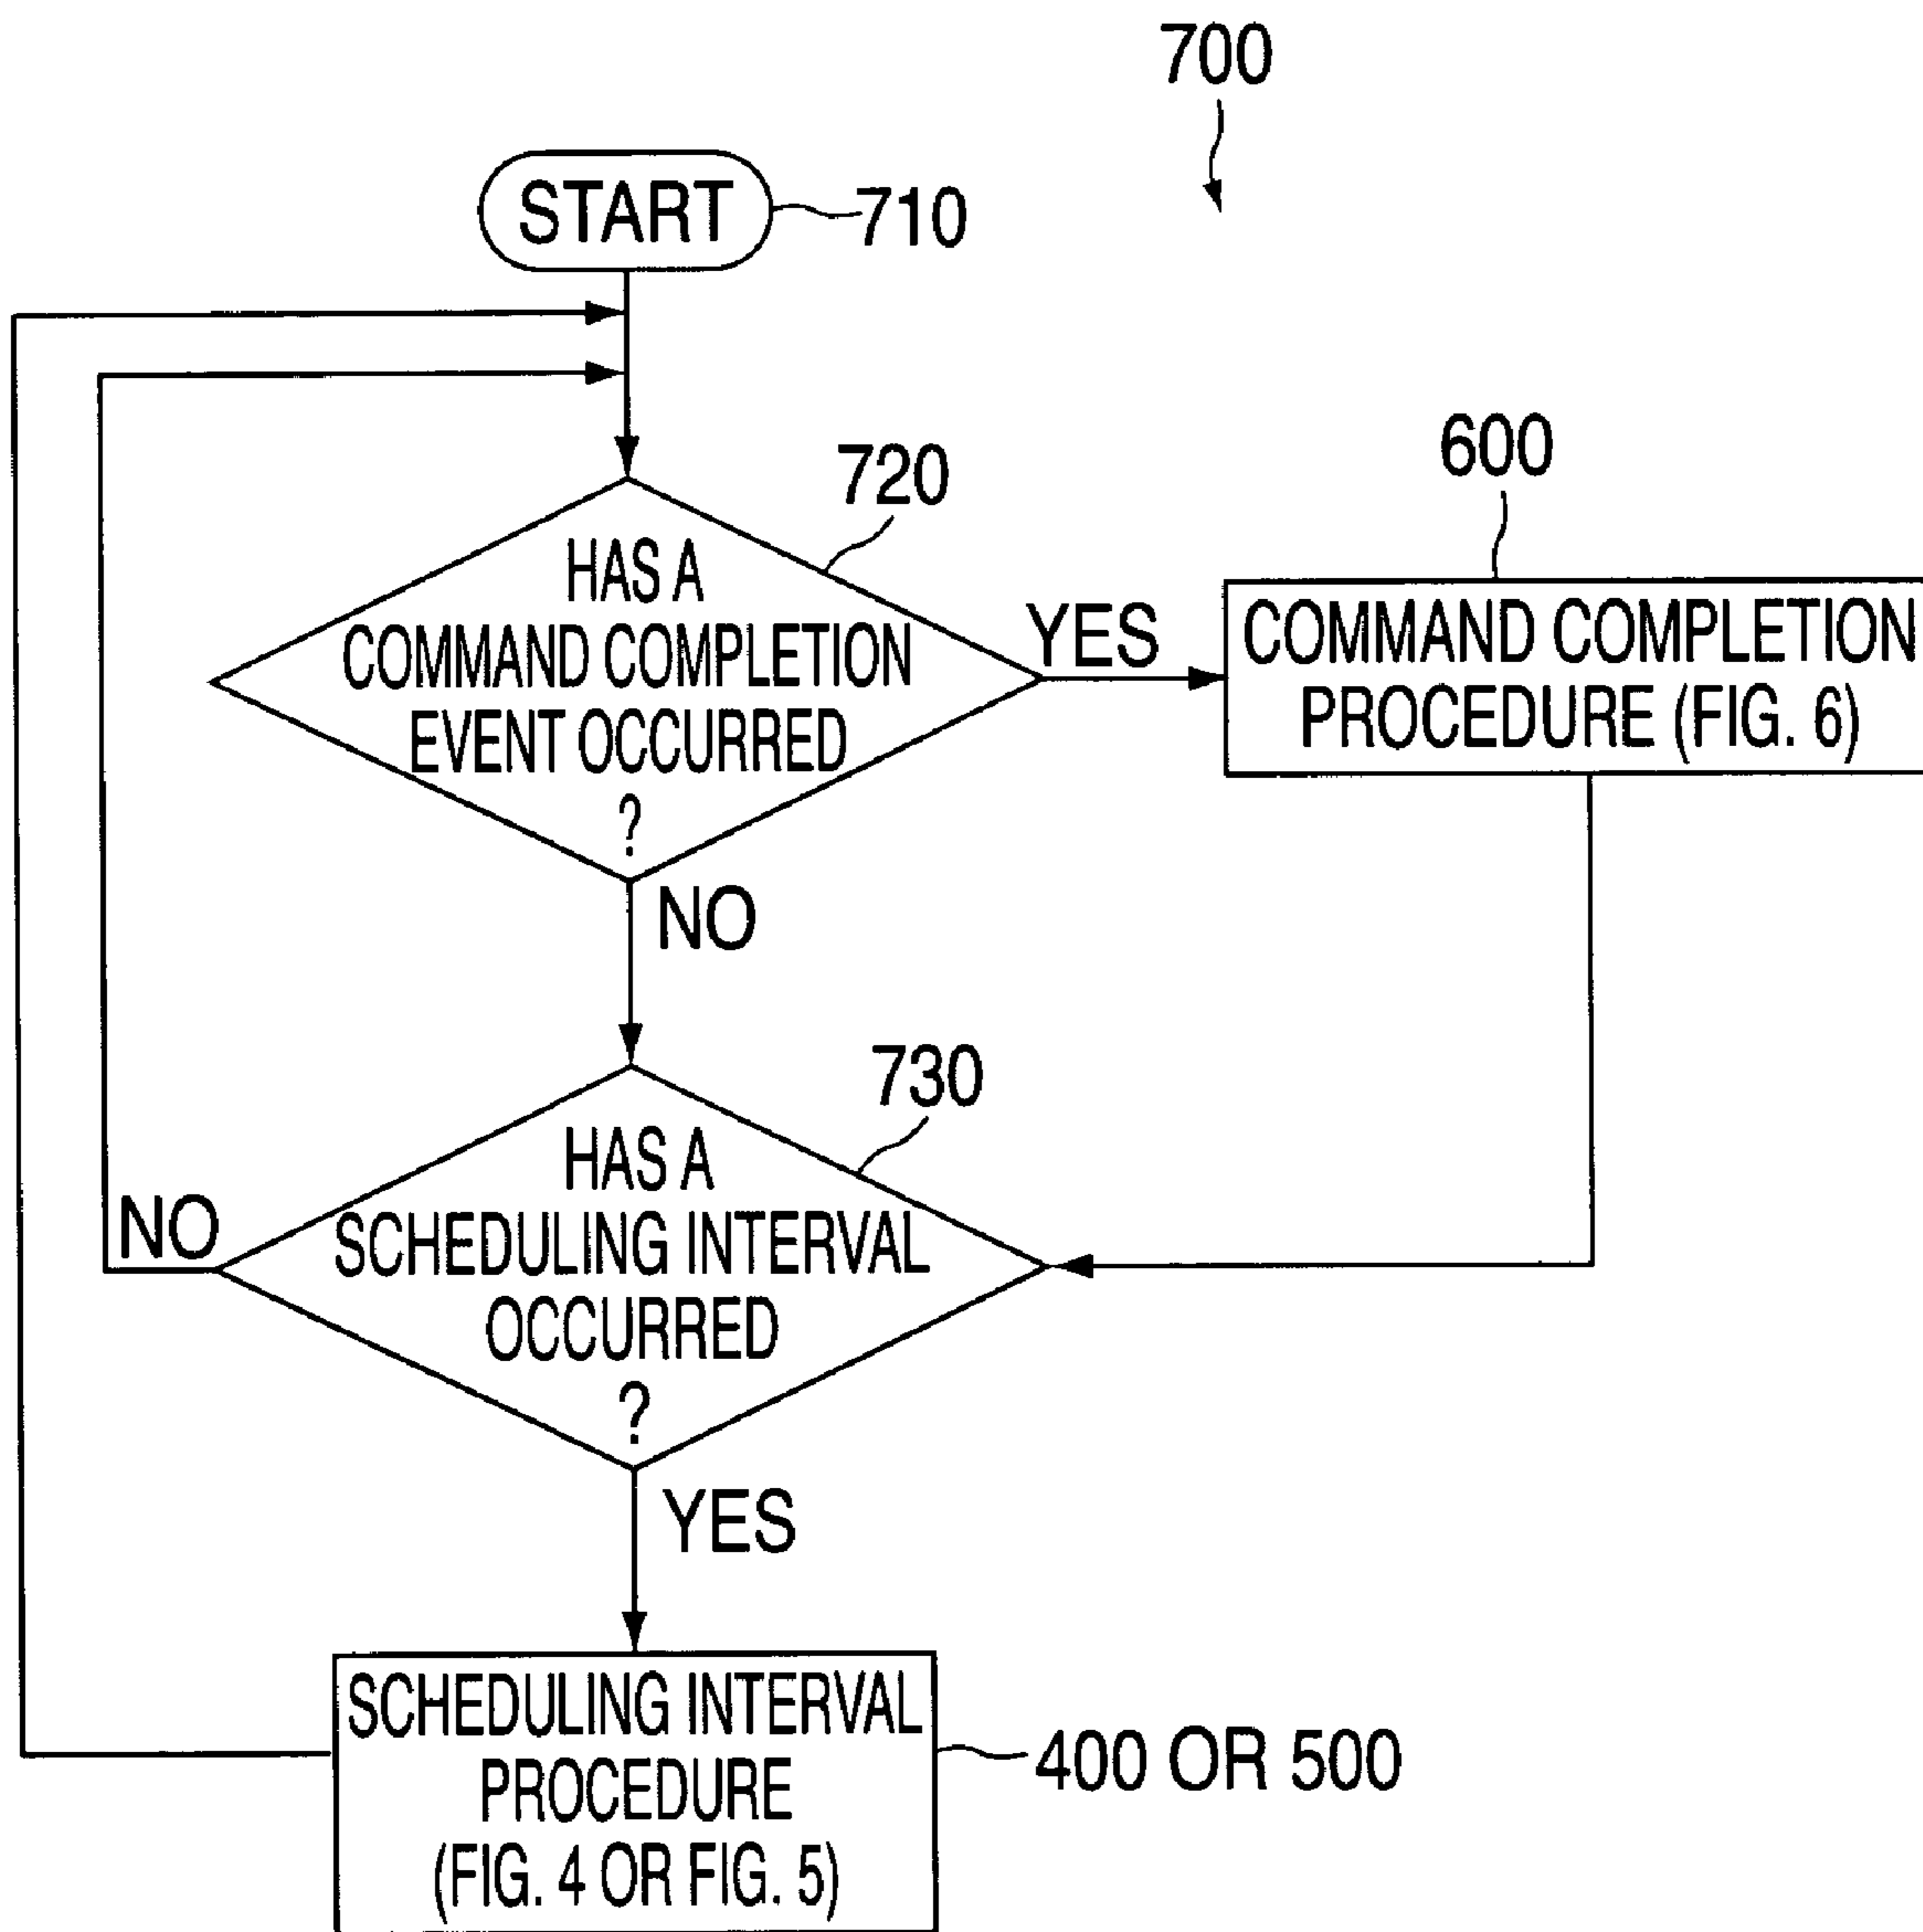 700
START
710
720
HAS A
COMMAND COMPLETION
EVENT OCCURRED
?
YES
600
COMMAND COMPLETION
PROCEDURE (FIG. 6)
NO
730
HAS A
SCHEDULING INTERVAL
OCCURRED
?
NO
YES
SCHEDULING INTERVAL
PROCEDURE
(FIG. 4 OR FIG. 5)
400 OR 500